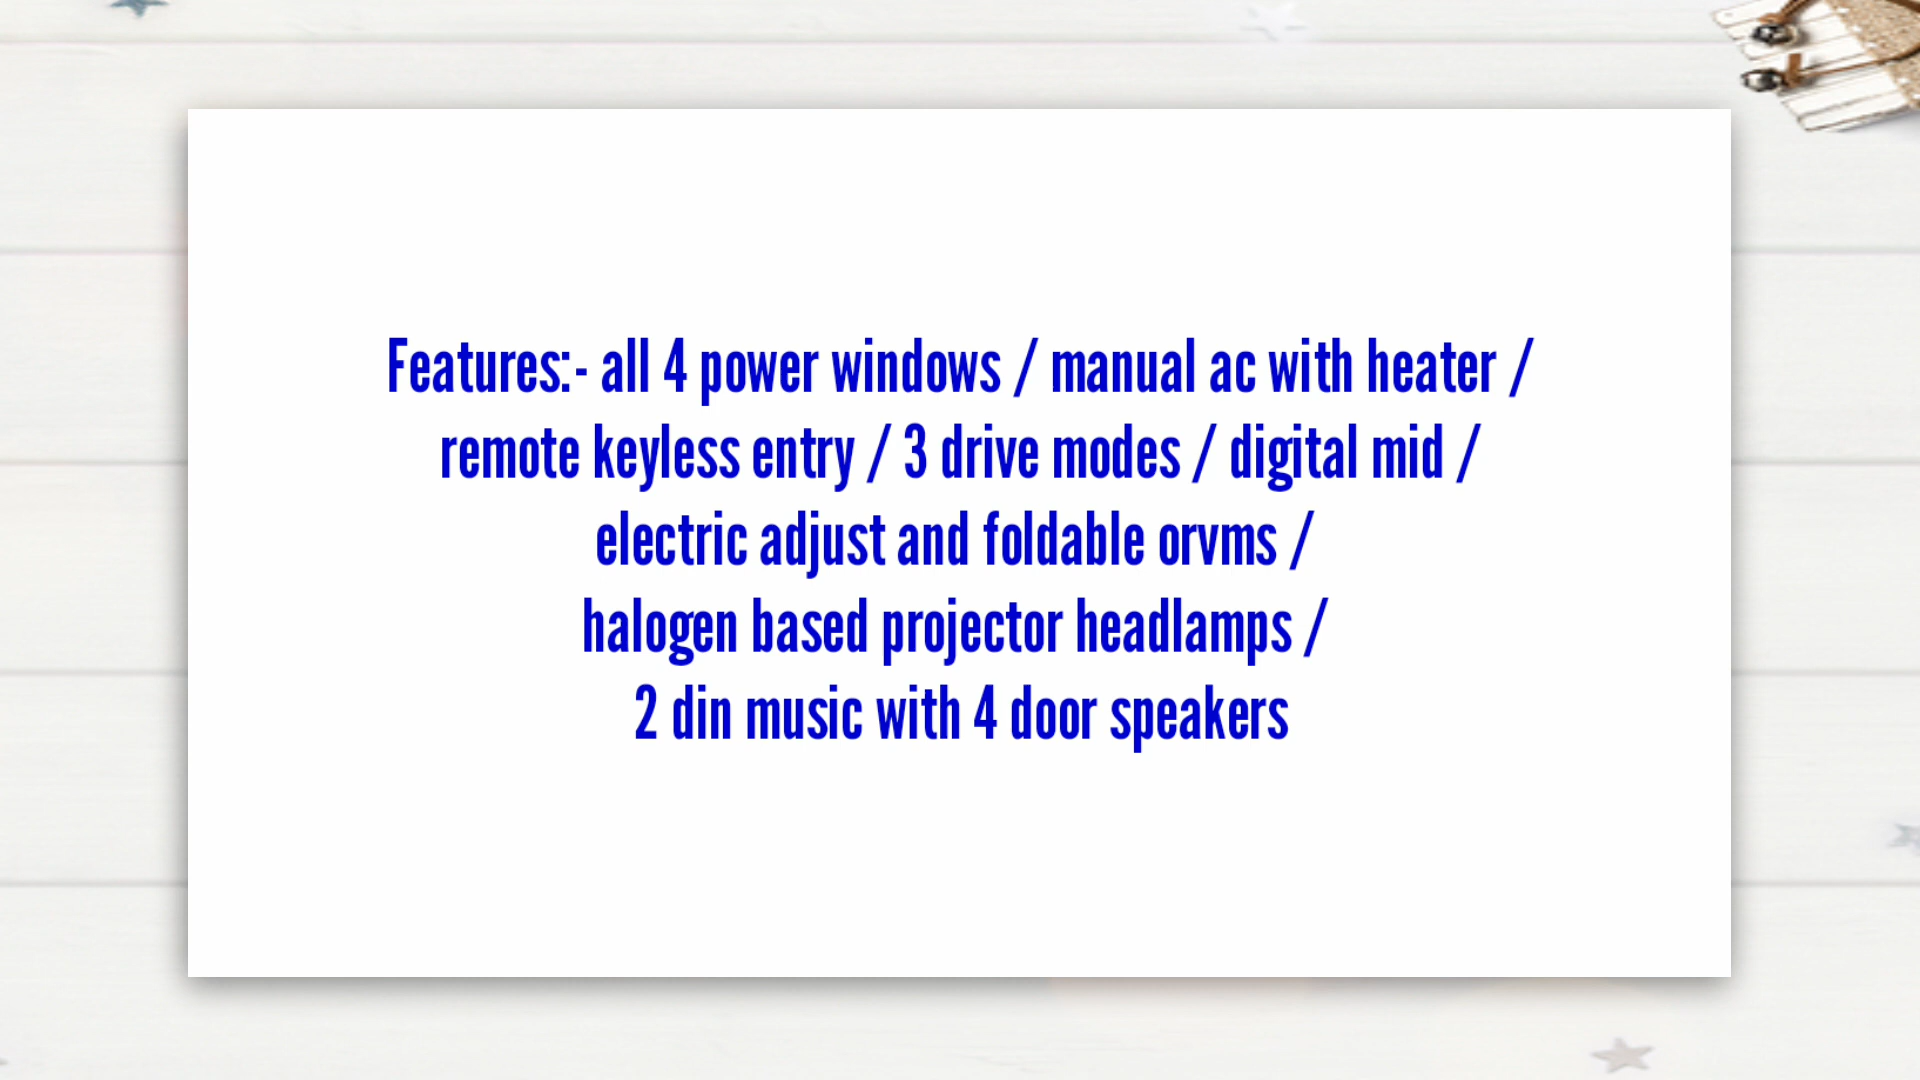 Features:- all 4 power windows / manual ac with heater /
remote keyless entry / 3 drive modes / digital mid /
electric adjust and foldable orvms /
halogen based projector headlamps /
2 din music with 4 door speakers